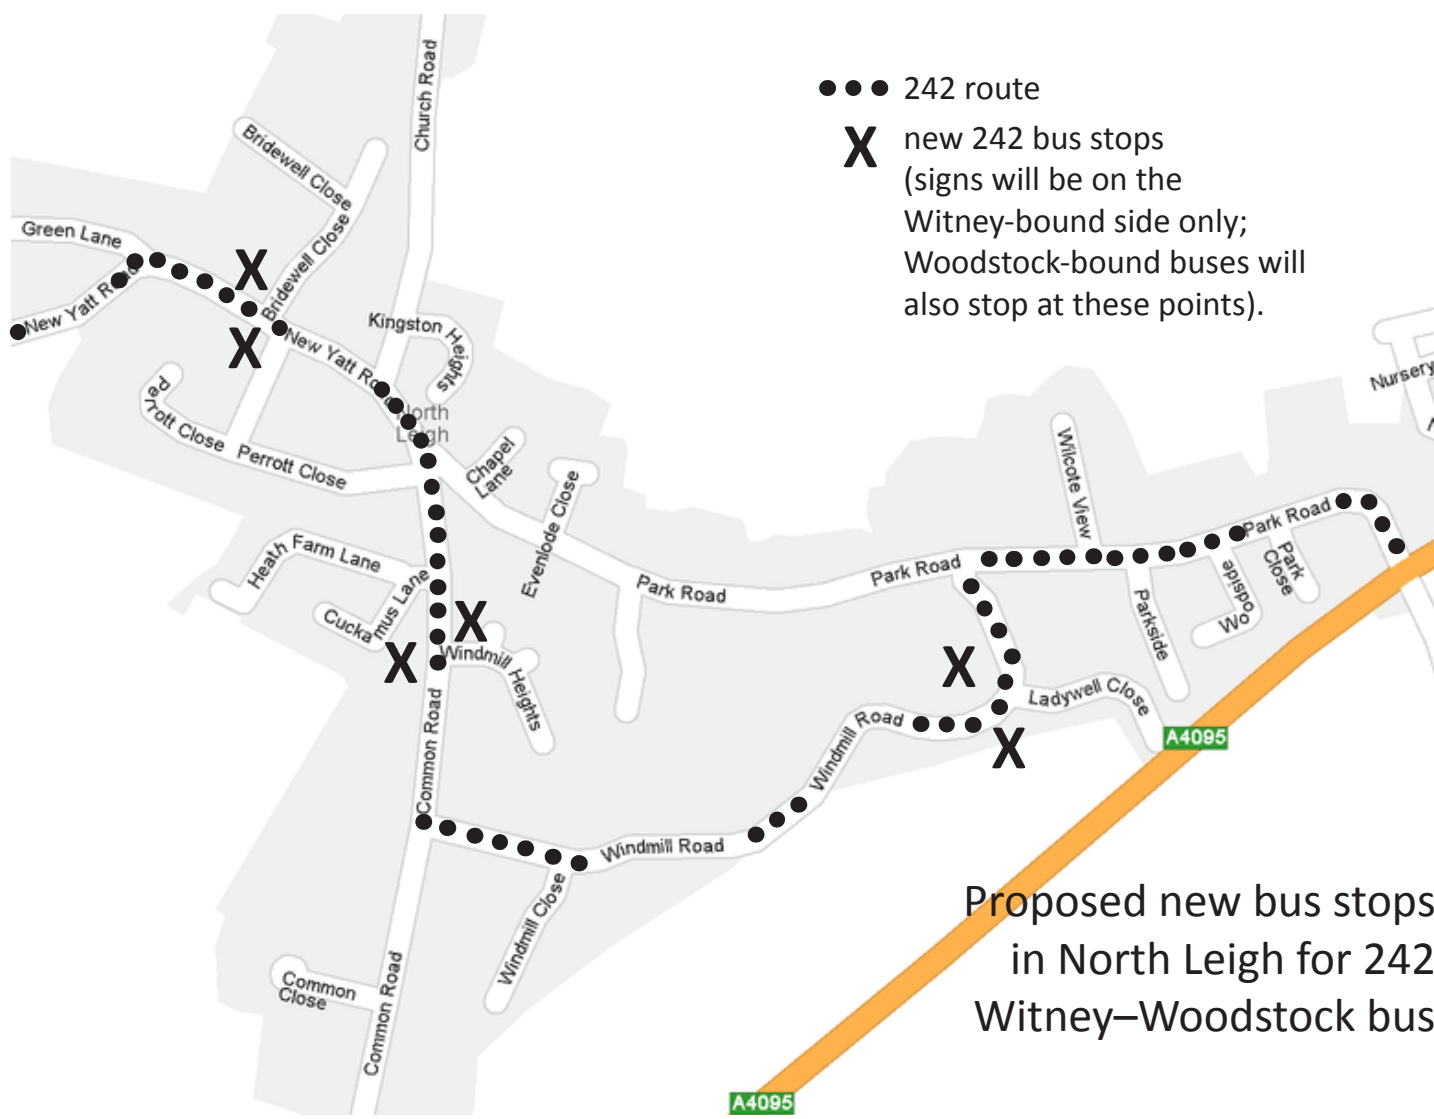 Church Road
242 route
X
new 242 bus stops
(signs will be on the
Witney-bound side only;
Woodstock-bound buses will
also stop at these points).
Bridewell Close
Bridewell Close
Green Lane
New Yatt Road
X
X
New Yatt Road
Kingston Heights
North
Leigh
Perrott Close
Perrott Close
Chapel
Lane
Evenlode Close
Heath Farm Lane
Cuckamus Lane
X
X
Windmill Heights
Park Road
Park Road
Wilcote View
Park Road
Nursery
Park
Close
Parkside
X
Ladywell Close
X
A4095
Windmill Road
Common Road
Windmill Road
Windmill Close
Common
Close
Common Road
A4095
Proposed new bus stops
in North Leigh for 242
Witney–Woodstock bus